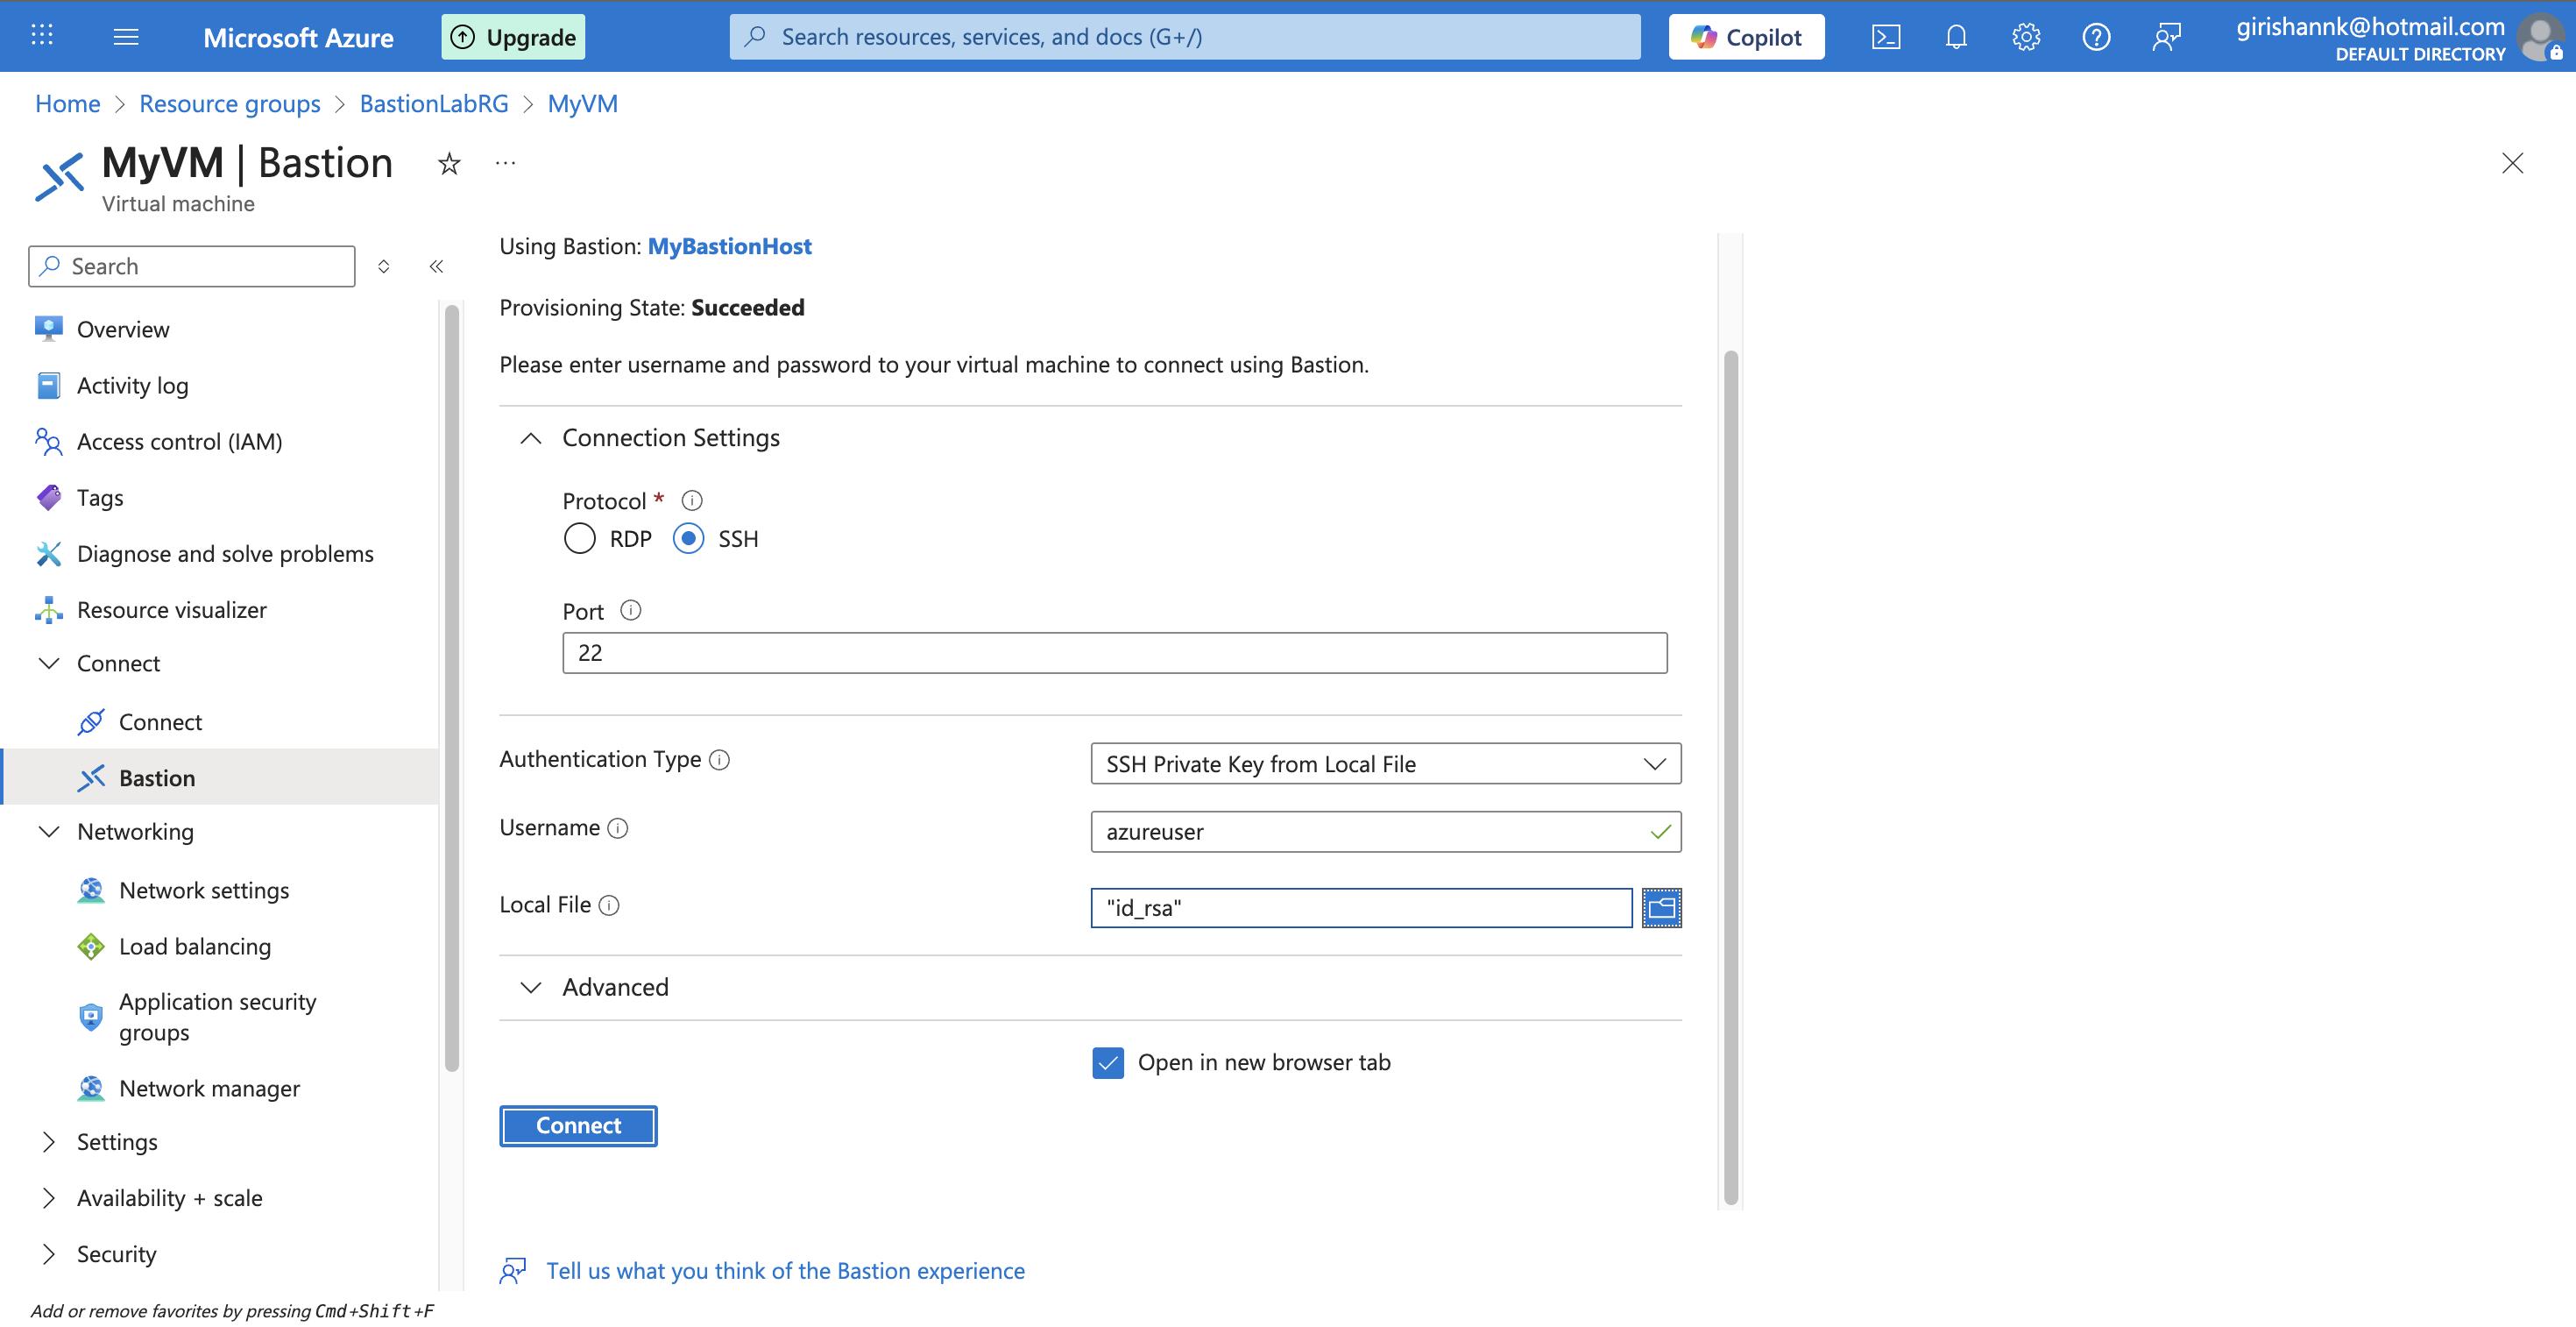 Microsoft Azure
Upgrade
Search resources, services, and docs (G+/)
Copilot
girishannk@hotmail.com
DEFAULT DIRECTORY
Home > Resource groups > BastionLabRG > MyVM
MyVM | Bastion
Virtual machine
Search
Overview
Activity log
Access control (IAM)
Tags
Diagnose and solve problems
Resource visualizer
Connect
Connect
Bastion
Networking
Network settings
Load balancing
Application security
groups
Network manager
Settings
Availability + scale
Security
Add or remove favorites by pressing Cmd+Shift+F
Using Bastion: MyBastionHost
Provisioning State: Succeeded
Please enter username and password to your virtual machine to connect using Bastion.
Connection Settings
Protocol *
RDP SSH
Port
22
Authentication Type
SSH Private Key from Local File
Username
azureuser
Local File
"id_rsa"
Advanced
Open in new browser tab
Connect
Tell us what you think of the Bastion experience